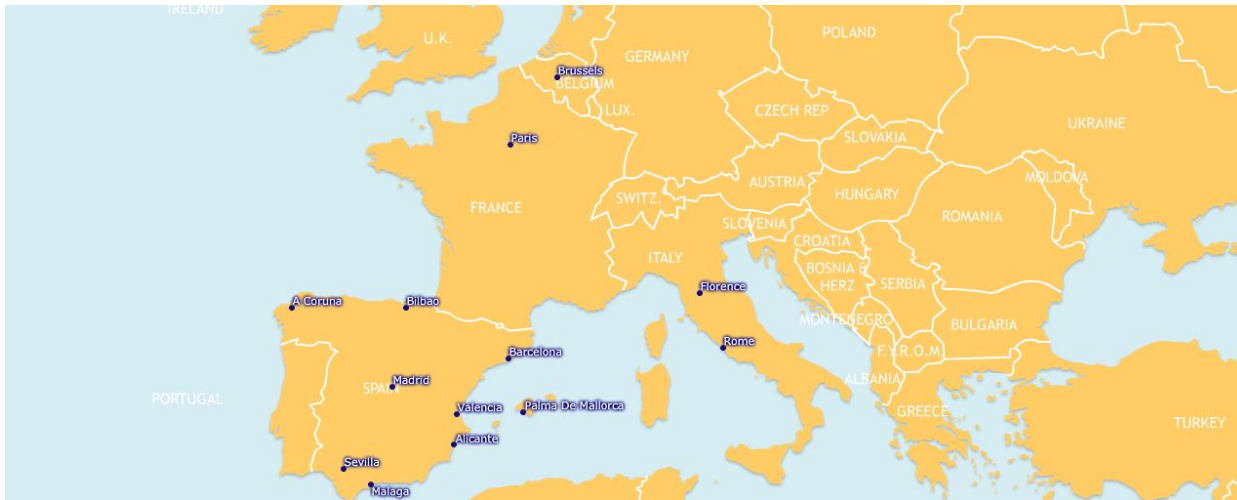 IRELAND
U.K.
POLAND
GERMANY
Brussels
BELGIUM
LUX.
CZECH REP
UKRAINE
Paris
SLOVAKIA
MOLDOVA
AUSTRIA
HUNGARY
SWITZ.
FRANCE
ROMANIA
SLOVENIA
CROATIA
ITALY
BOSNIA &
HERZ
SERBIA
Florence
A Coruna
Bilbao
MONTENEGRO
BULGARIA
Rome
Barcelona
F.Y.R.O.M.
ALBANIA
Madrid
SPAIN
PORTUGAL
Valencia
Palma De Mallorca
GREECE
TURKEY
Alicante
Sevilla
Malaga